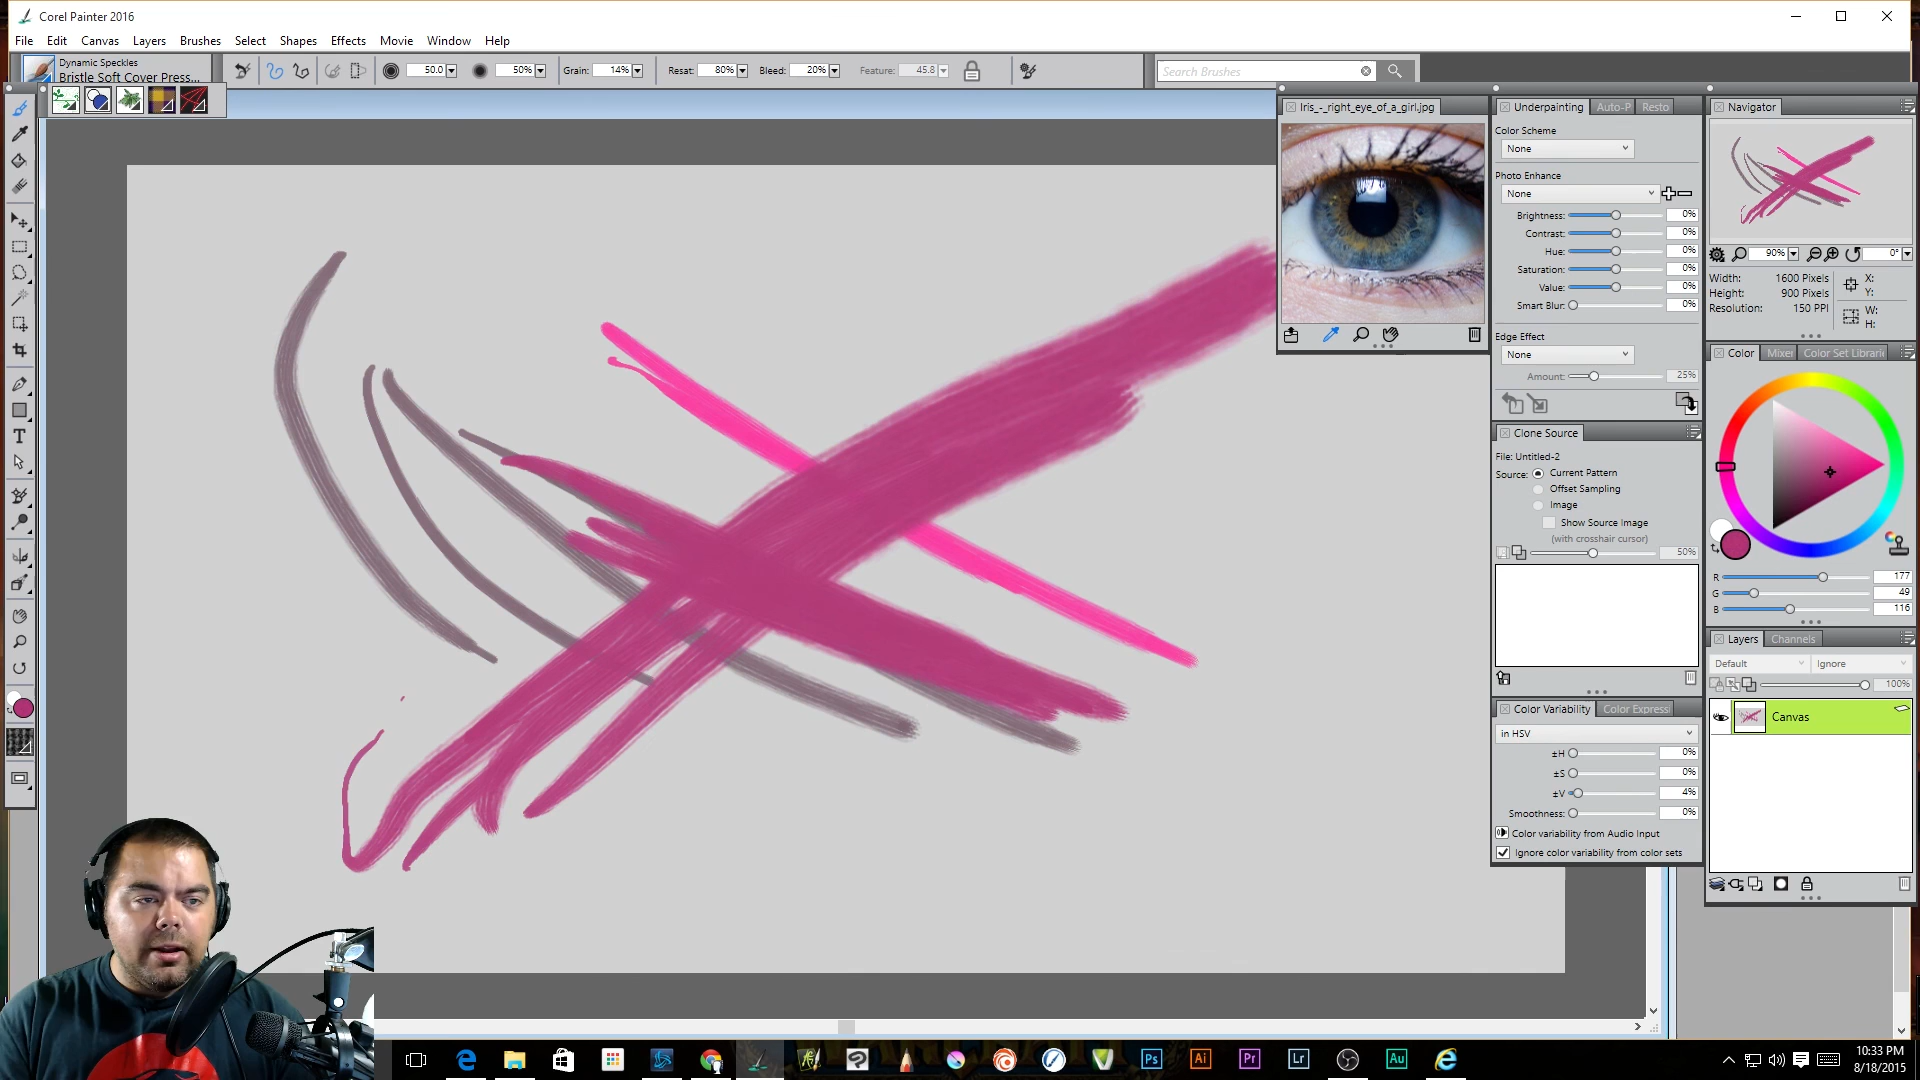 Corel Painter 2016
File Edit Canvas Layers Brushes Select Shapes Effects Movie Window Help
Dynamic Speckles
Bristle Soft Cover Press...
50.0
50%
Grain: 14%
Resat: 80%
Bleed: 20%
Feature: 45.8
Search Brushes
Iris_-_right_eye_of_a_girl.jpg
Underpainting Auto-P Resto
Color Scheme
None
Photo Enhance
None
Brightness: 0%
Contrast: 0%
Hue: 0%
Saturation: 0%
Value: 0%
Smart Blur: 0%
Edge Effect
None
Amount: 25%
Clone Source
File: Untitled-2
Source: Current Pattern
Offset Sampling
Image
Show Source Image
(with crosshair cursor)
50%
Color Variability Color Express
in HSV
±H 0%
±S 0%
±V 4%
Smoothness: 0%
Color variability from Audio Input
Ignore color variability from color sets
Navigator
90% 0°
Width: 1600 Pixels X:
Height: 900 Pixels Y:
Resolution: 150 PPI W:
H:
Color Mixer Color Set Librari
R 177
G 49
B 116
Layers Channels
Default Ignore
100%
Canvas
T
Ps Ai Pr Lr Au
10:33 PM
8/18/2015